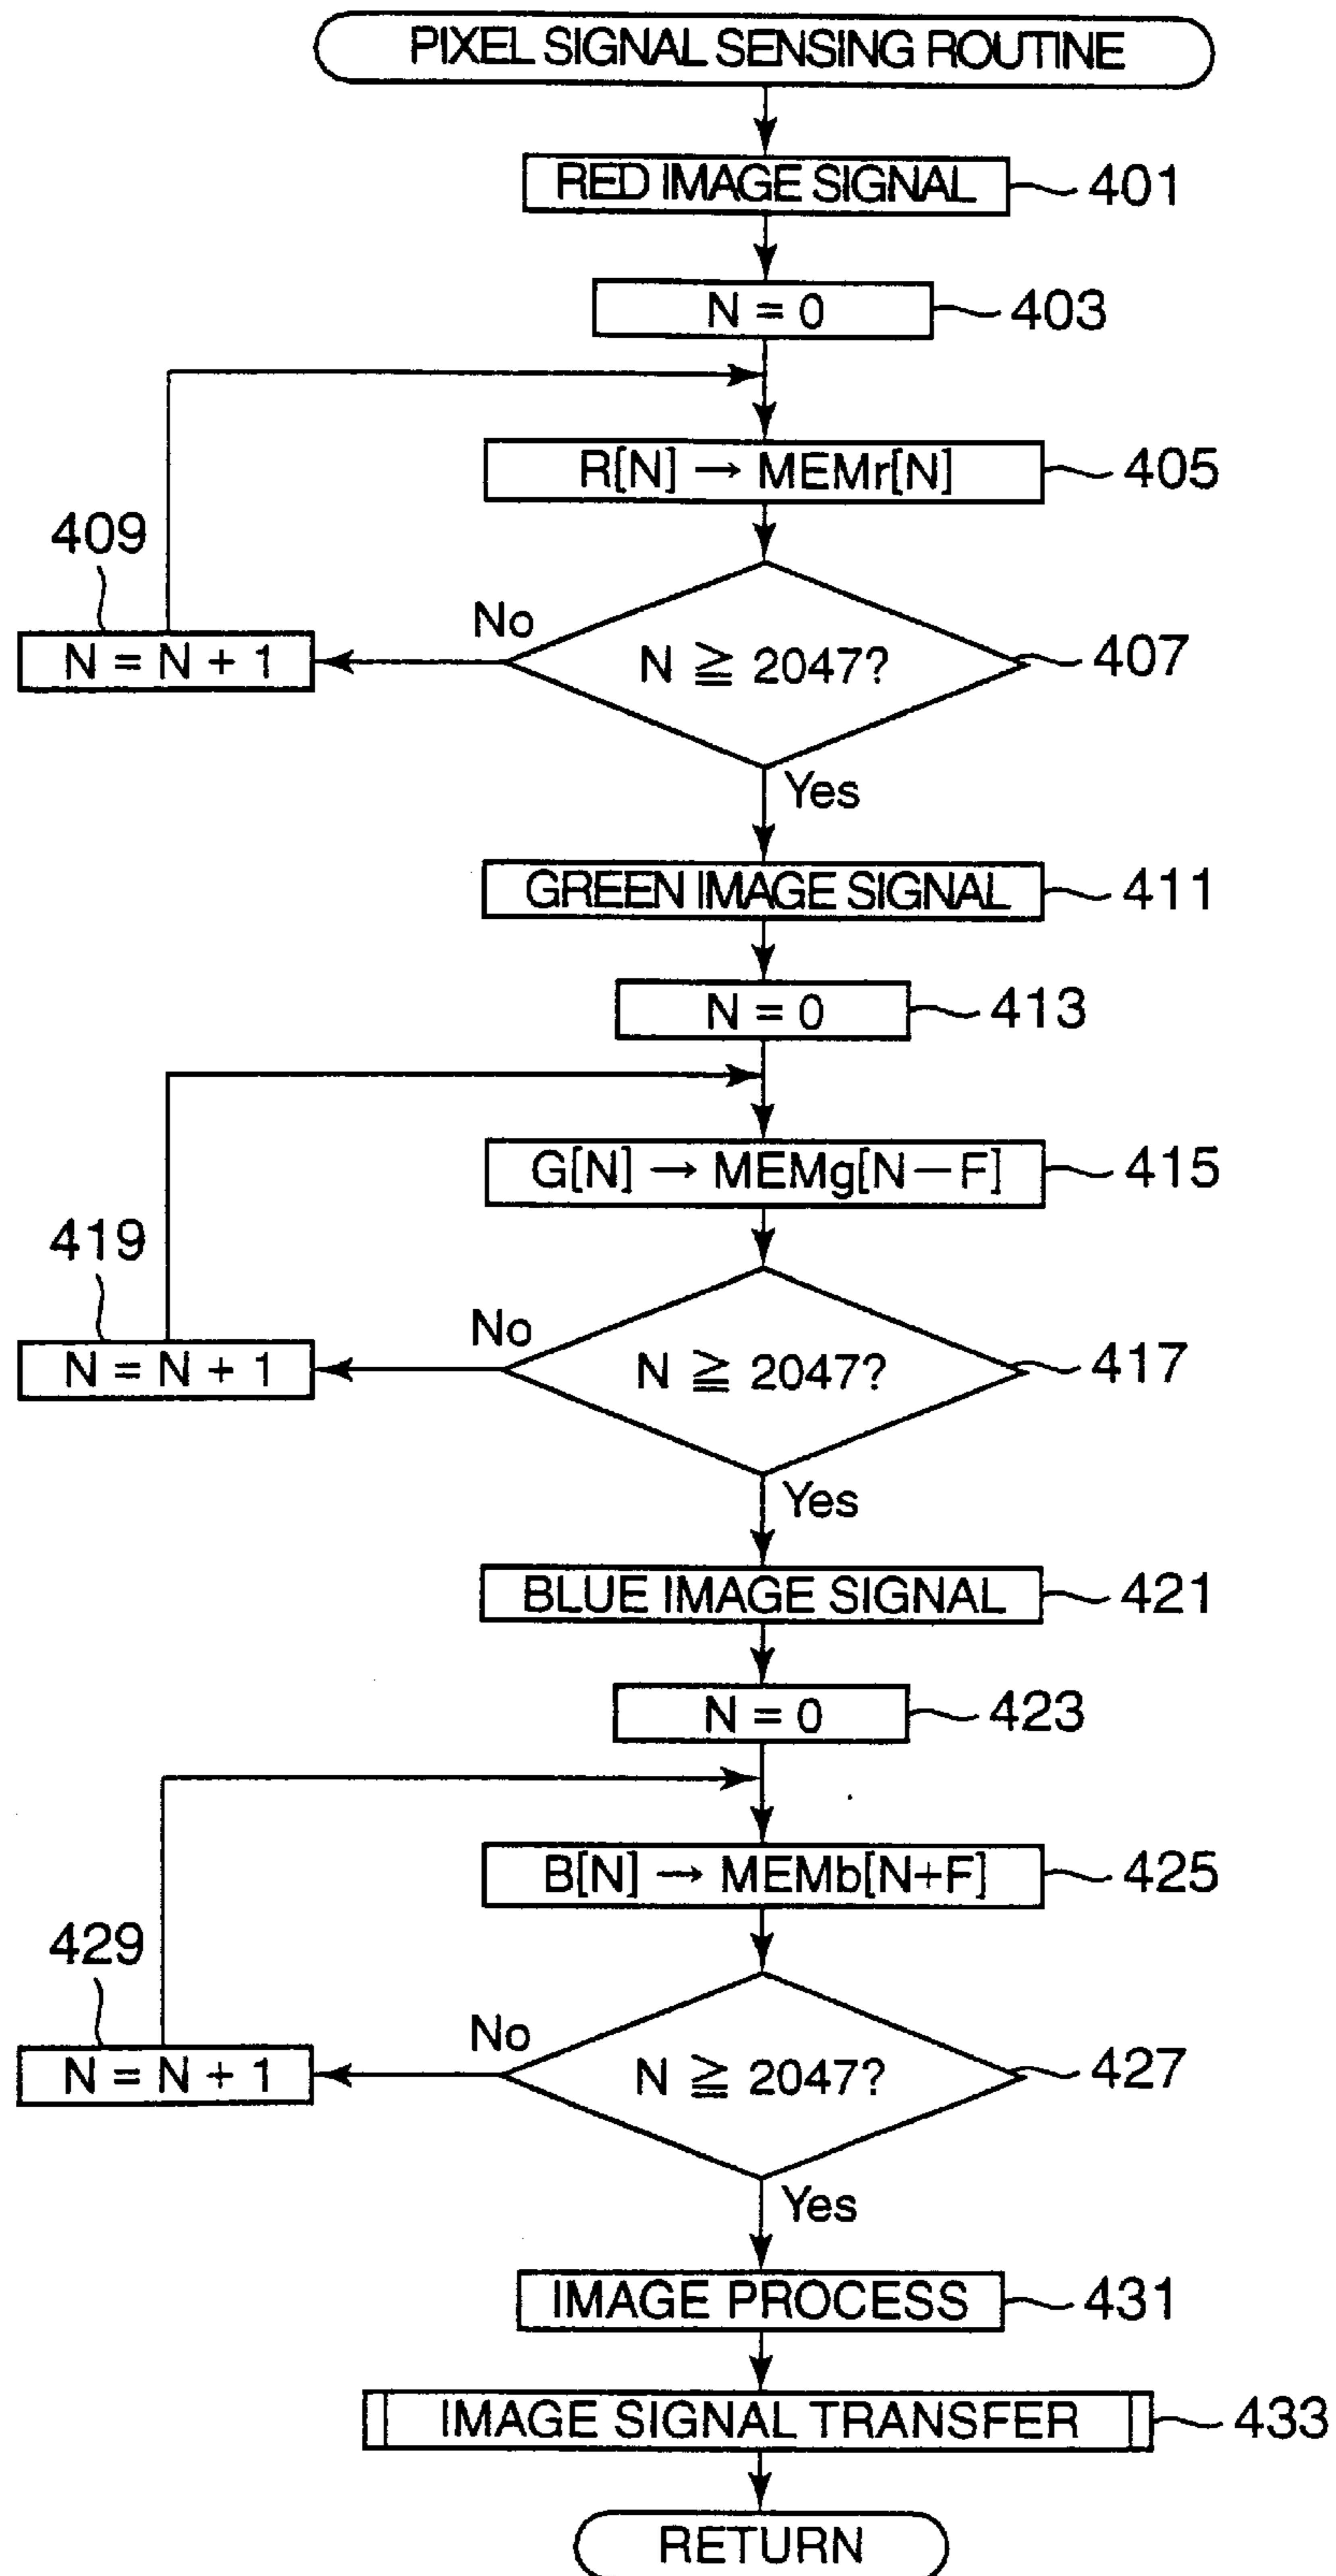 PIXEL SIGNAL SENSING ROUTINE
RED IMAGE SIGNAL 401
N = 0 403
R[N] → MEMr[N] 405
409
No
N = N + 1
N ≧ 2047? 407
Yes
GREEN IMAGE SIGNAL 411
N = 0 413
G[N] → MEMg[N-F] 415
419
No
N = N + 1
N ≧ 2047? 417
Yes
BLUE IMAGE SIGNAL 421
N = 0 423
B[N] → MEMb[N+F] 425
429
No
N = N + 1
N ≧ 2047? 427
Yes
IMAGE PROCESS 431
IMAGE SIGNAL TRANSFER 433
RETURN